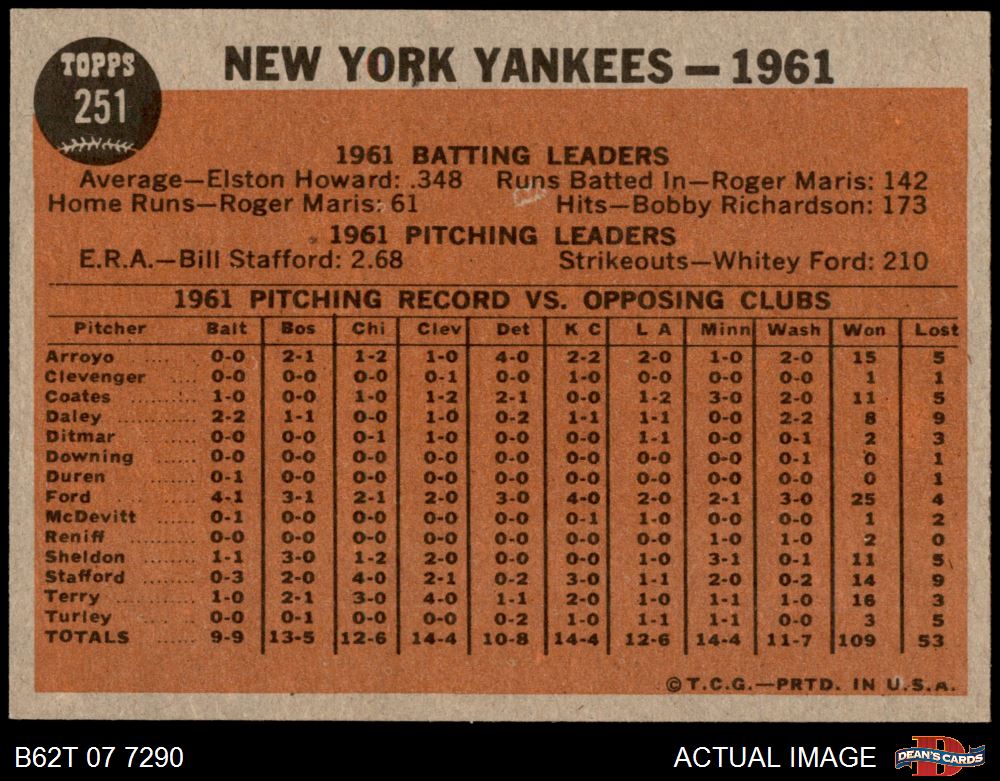 TOPPS
251
NEW YORK YANKEES — 1961
1961 BATTING LEADERS
Average—Elston Howard: .348 Runs Batted In—Roger Maris: 142
Home Runs—Roger Maris: 61 Hits—Bobby Richardson: 173
1961 PITCHING LEADERS
E.R.A.—Bill Stafford: 2.68 Strikeouts—Whitey Ford: 210
1961 PITCHING RECORD VS. OPPOSING CLUBS
Pitcher Balt Bos Chi Clev Det K C L A Minn Wash Won Lost
Arroyo .... 0-0 2-1 1-2 1-0 4-0 2-2 2-0 1-0 2-0 15 5
Clevenger .... 0-0 0-0 0-0 0-1 0-0 1-0 0-0 0-0 0-0 1 1
Coates ....... 1-0 0-0 1-0 1-2 2-1 0-0 1-2 3-0 2-0 11 5
Daley ......... 2-2 1-1 0-0 1-0 0-2 1-1 1-1 0-0 2-2 8 9
Ditmar ...... 0-0 0-0 0-1 1-0 0-0 0-0 1-1 0-0 0-1 2 3
Downing ...... 0-0 0-0 0-0 0-0 0-0 0-0 0-0 0-0 0-1 0 1
Duren ...... 0-1 0-0 0-0 0-0 0-0 0-0 0-0 0-0 0-0 0 1
Ford ......... 4-1 3-1 2-1 2-0 3-0 4-0 2-0 2-1 3-0 25 4
McDevitt ..... 0-1 0-0 0-0 0-0 0-0 0-1 1-0 0-0 0-0 1 2
Reniff ...... 0-0 0-0 0-0 0-0 0-0 0-0 0-0 1-0 1-0 2 0
Sheldon ...... 1-1 3-0 1-2 2-0 0-0 0-0 1-0 3-1 0-1 11 5
Stafford ...... 0-3 2-0 4-0 2-1 0-2 3-0 1-1 2-0 0-2 14 9
Terry ......... 1-0 2-1 3-0 4-0 1-1 2-0 1-0 1-1 1-0 16 3
Turley ......... 0-0 0-1 0-0 0-0 0-2 1-0 1-1 1-1 0-0 3 5
TOTALS 9-9 13-5 12-6 14-4 10-8 14-4 12-6 14-4 11-7 109 53
© T.C.G.—PRTD. IN U.S.A.
B62T 07 7290 ACTUAL IMAGE DEAN'S CARDS